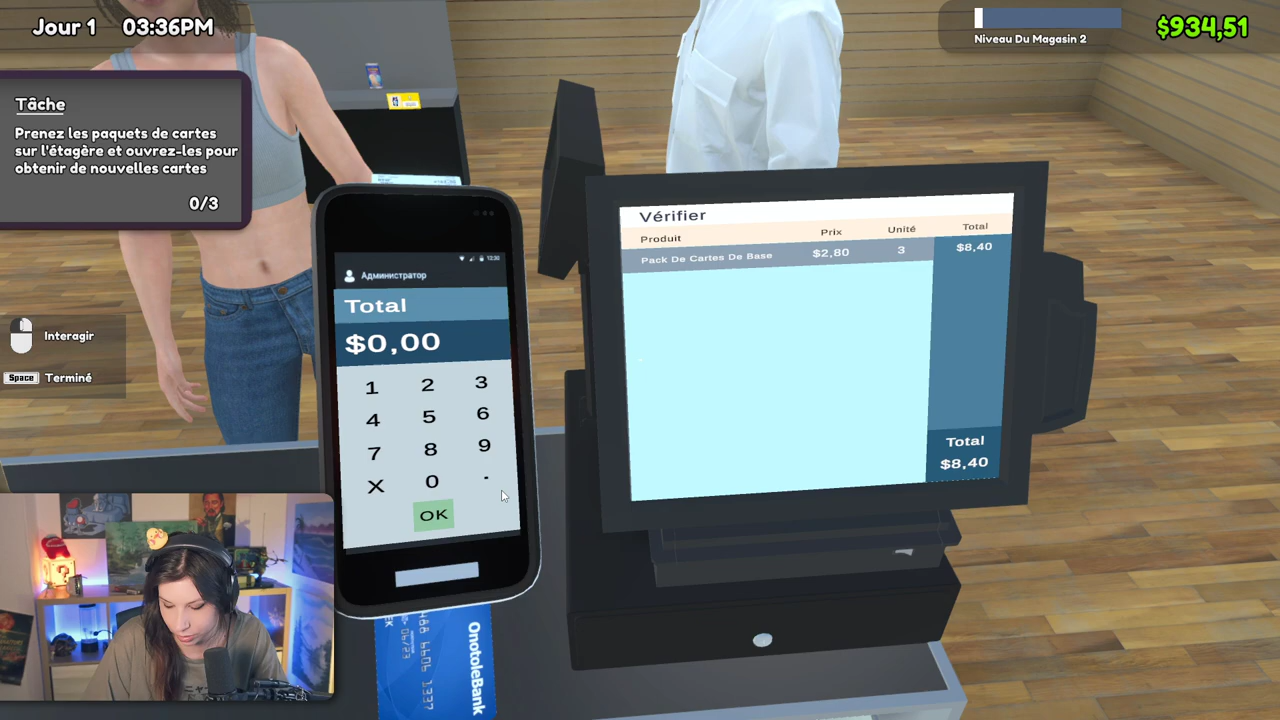 Jour 1 03:36PM
Niveau Du Magasin 2
$934,51
Tâche
Prenez les paquets de cartes
sur l'étagère et ouvrez-les pour
obtenir de nouvelles cartes
0/3
Interagir
Space Terminé
13:30
Администратор
Total
$0,00
1 2 3
4 5 6
7 8 9
X 0 .
OK
Vérifier
Produit Prix Unité Total
Pack De Cartes De Base $2,80 3 $8,40
Total
$8,40
OnotoleBank
?